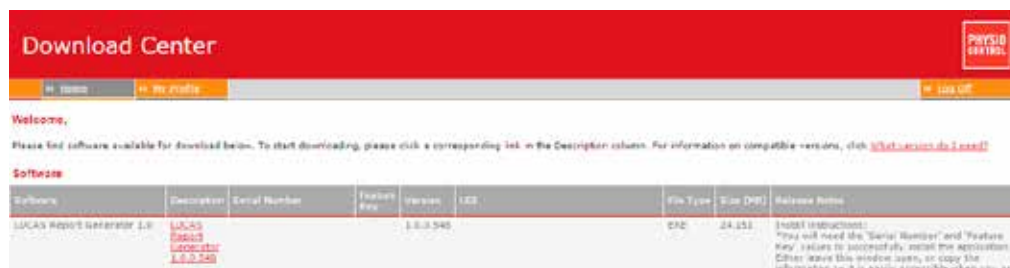 Download Center
PHYSIO
CONTROL
Home
My Profile
Log Off
Welcome,
Please find software available for download below. To start downloading, please click a corresponding link in the Description column. For information on compatible versions, click What version do I need?
Software
Software Description Serial Number Feature Key Version File Type Size (MB) Release Notes
LUCAS Report Generator 1.0 LUCAS Report Generator 1.0.0.546 1.0.0.546 EXE 24.151 Install Instructions:
"You will need the 'Serial Number' and 'Feature
Key' values to successfully install the application.
Either leave this window open, or copy the